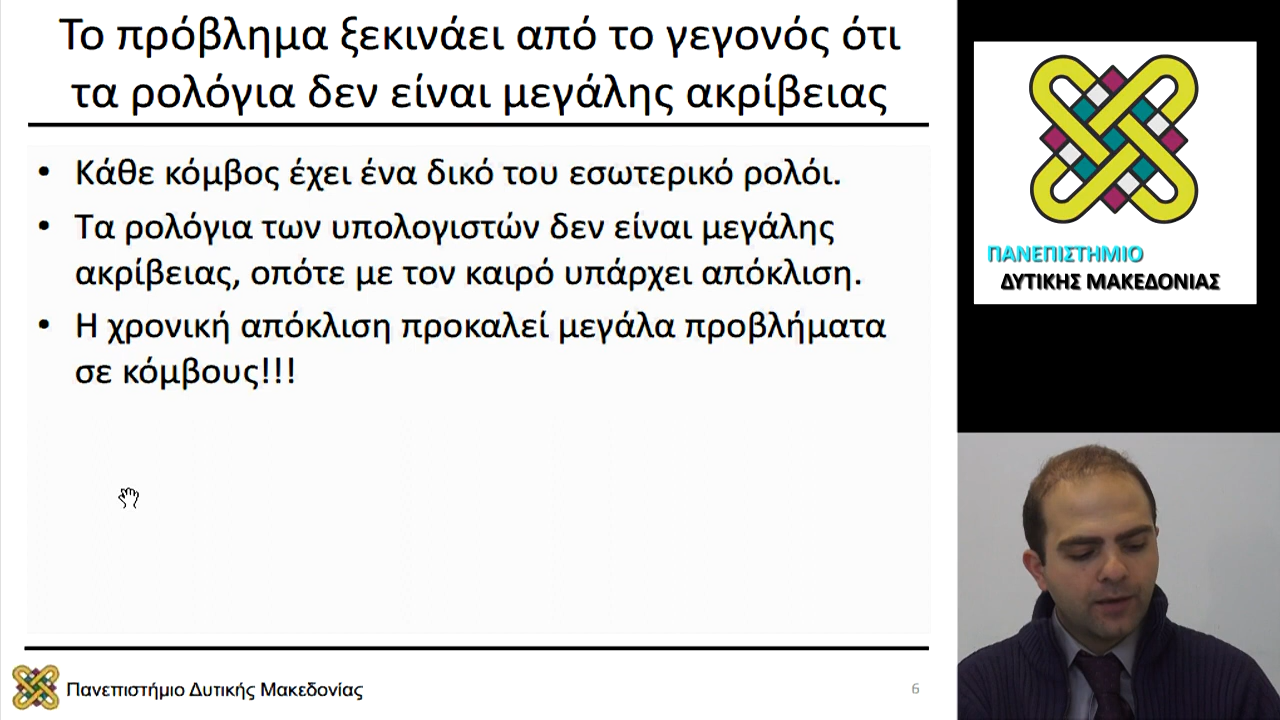 Το πρόβλημα ξεκινάει από το γεγονός ότι
τα ρολόγια δεν είναι μεγάλης ακρίβειας
• Κάθε κόμβος έχει ένα δικό του εσωτερικό ρολόι.
• Τα ρολόγια των υπολογιστών δεν είναι μεγάλης
ακρίβειας, οπότε με τον καιρό υπάρχει απόκλιση.
• Η χρονική απόκλιση προκαλεί μεγάλα προβλήματα
σε κόμβους!!!
Πανεπιστήμιο Δυτικής Μακεδονίας
6
ΠΑΝΕΠΙΣΤΗΜΙΟ
ΔΥΤΙΚΗΣ ΜΑΚΕΔΟΝΙΑΣ